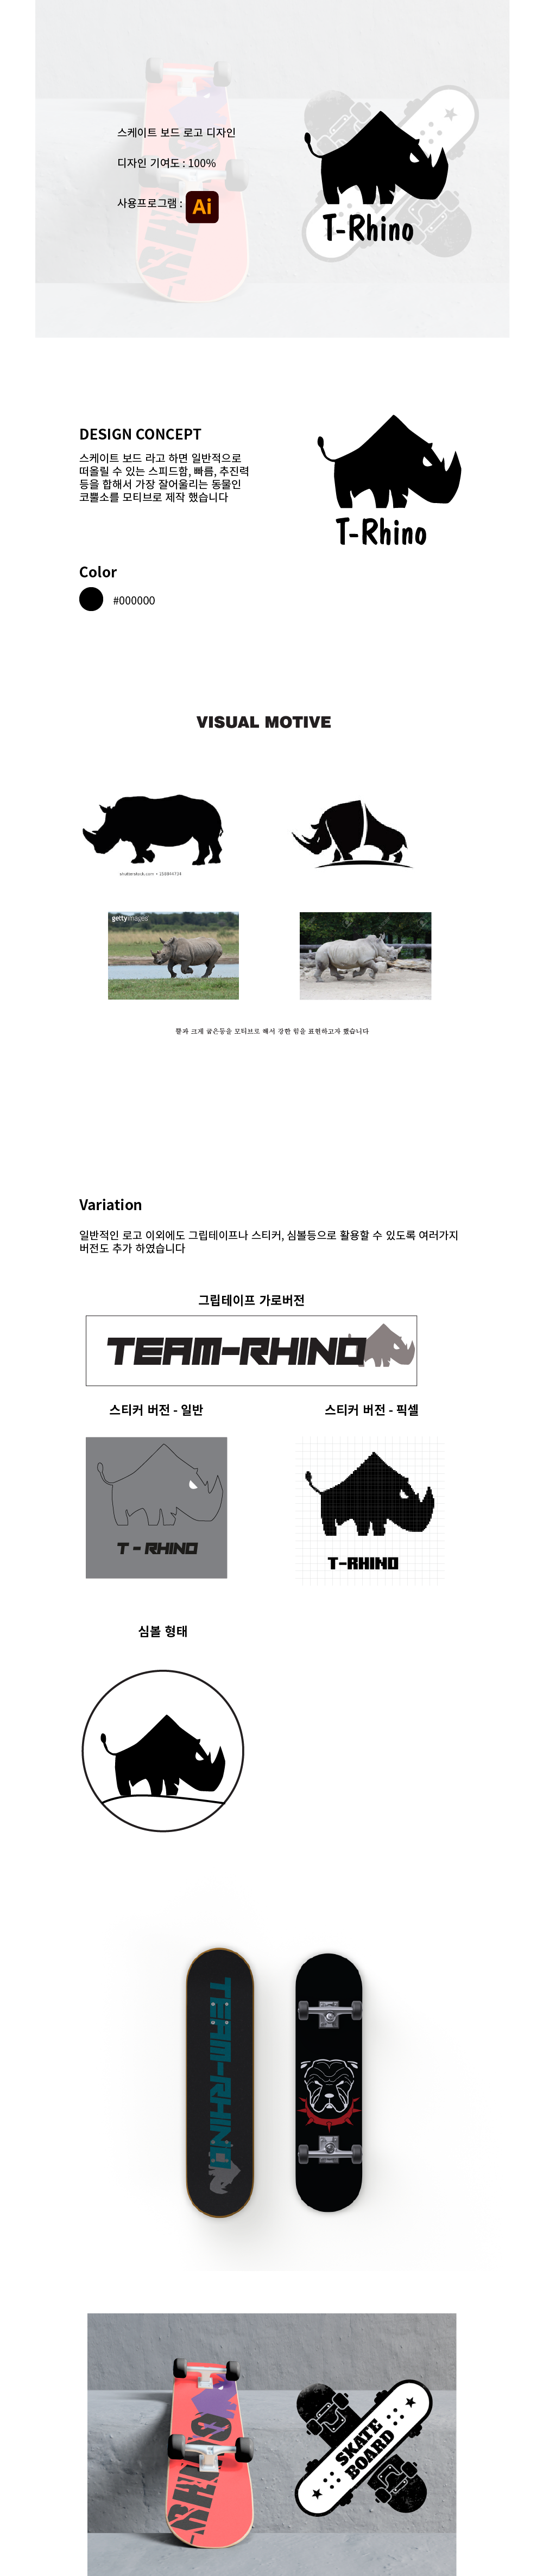 스케이트 보드 로고 디자인
디자인 기여도 : 100%
사용프로그램 :
Ai
T-Rhino
DESIGN CONCEPT
스케이트 보드 라고 하면 일반적으로
떠올릴 수 있는 스피드함, 빠름, 추진력
등을 합해서 가장 잘어울리는 동물인
코뿔소를 모티브로 제작 했습니다
T-Rhino
Color
#000000
VISUAL MOTIVE
gettyimages
뿔과 크게 굽은등을 모티브로 해서 강한 힘을 표현하고자 했습니다
Variation
일반적인 로고 이외에도 그립테이프나 스티커, 심볼등으로 활용할 수 있도록 여러가지
버전도 추가 하였습니다
그립테이프 가로버전
TEAM-RHINO
스티커 버전 - 일반
스티커 버전 - 픽셀
T - RHINO
T-RHINO
심볼 형태
TEAM-RHINO
SKATE
BOARD